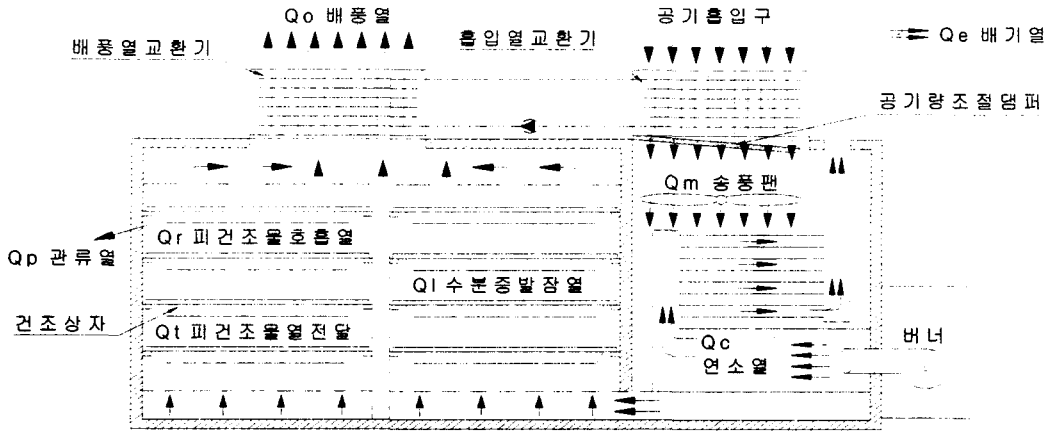 Qo 배풍열
공기흡입구
배풍열교환기
흡입열교환기
Qe 배기열
공기량조절댐퍼
Qm 송풍팬
Qr 피건조물호흡열
Qp 관류열
Ql 수분증발잠열
건조상자
Qt 피건조물열전달
Qc
연소열
버너